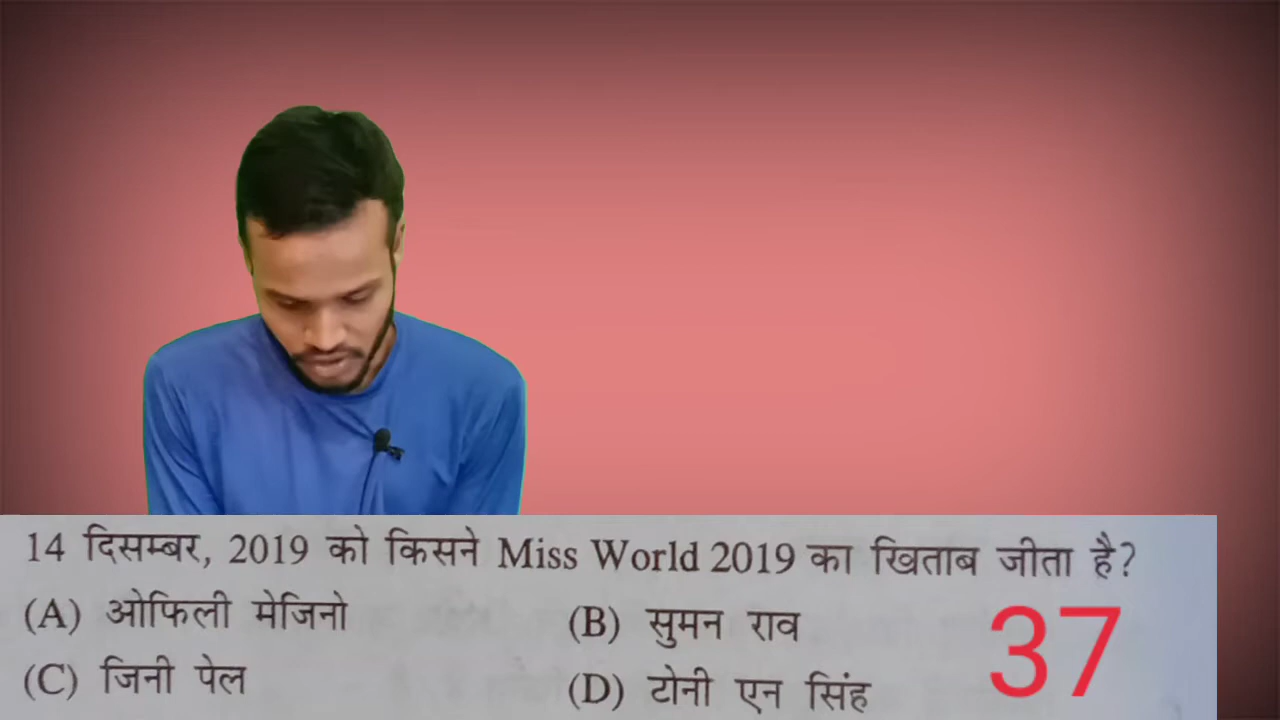 14 दिसम्बर, 2019 को किसने Miss World 2019 का खिताब जीता है?
(A) ओफिली मेजिनो (B) सुमन राव
(C) जिनी पेल (D) टोनी एन सिंह
37